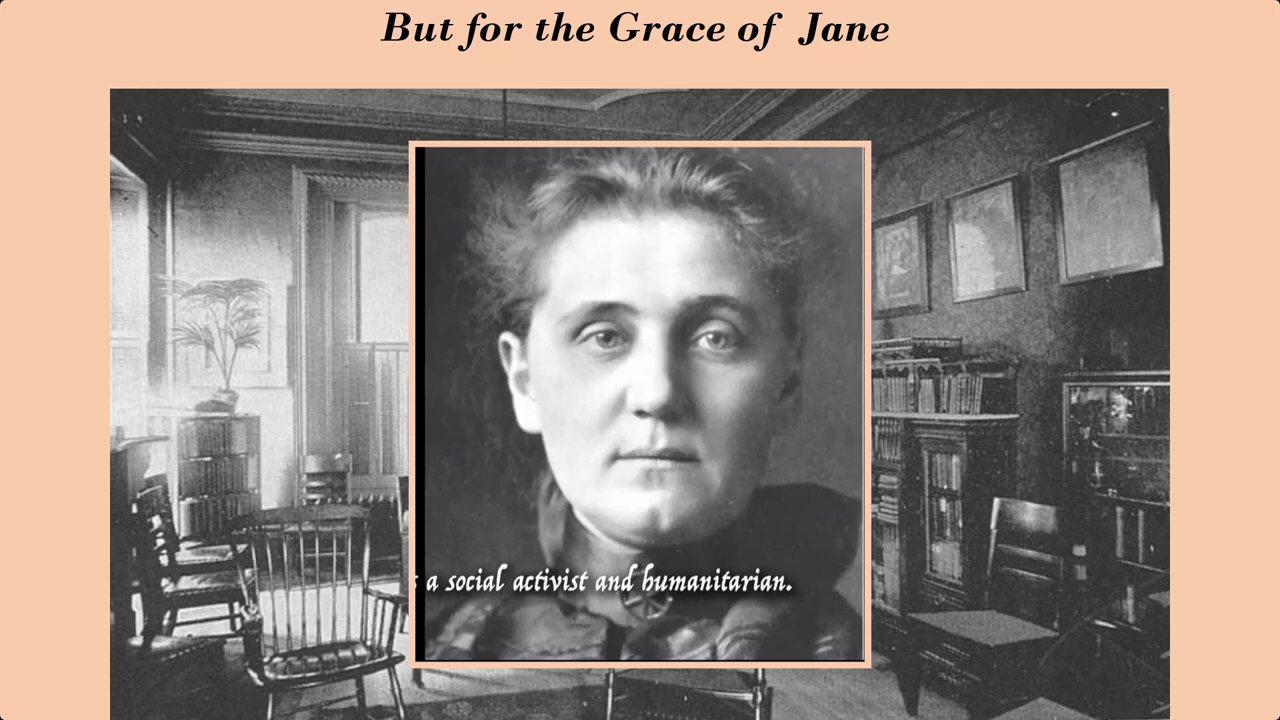 But for the Grace of Jane
a social activist and humanitarian.